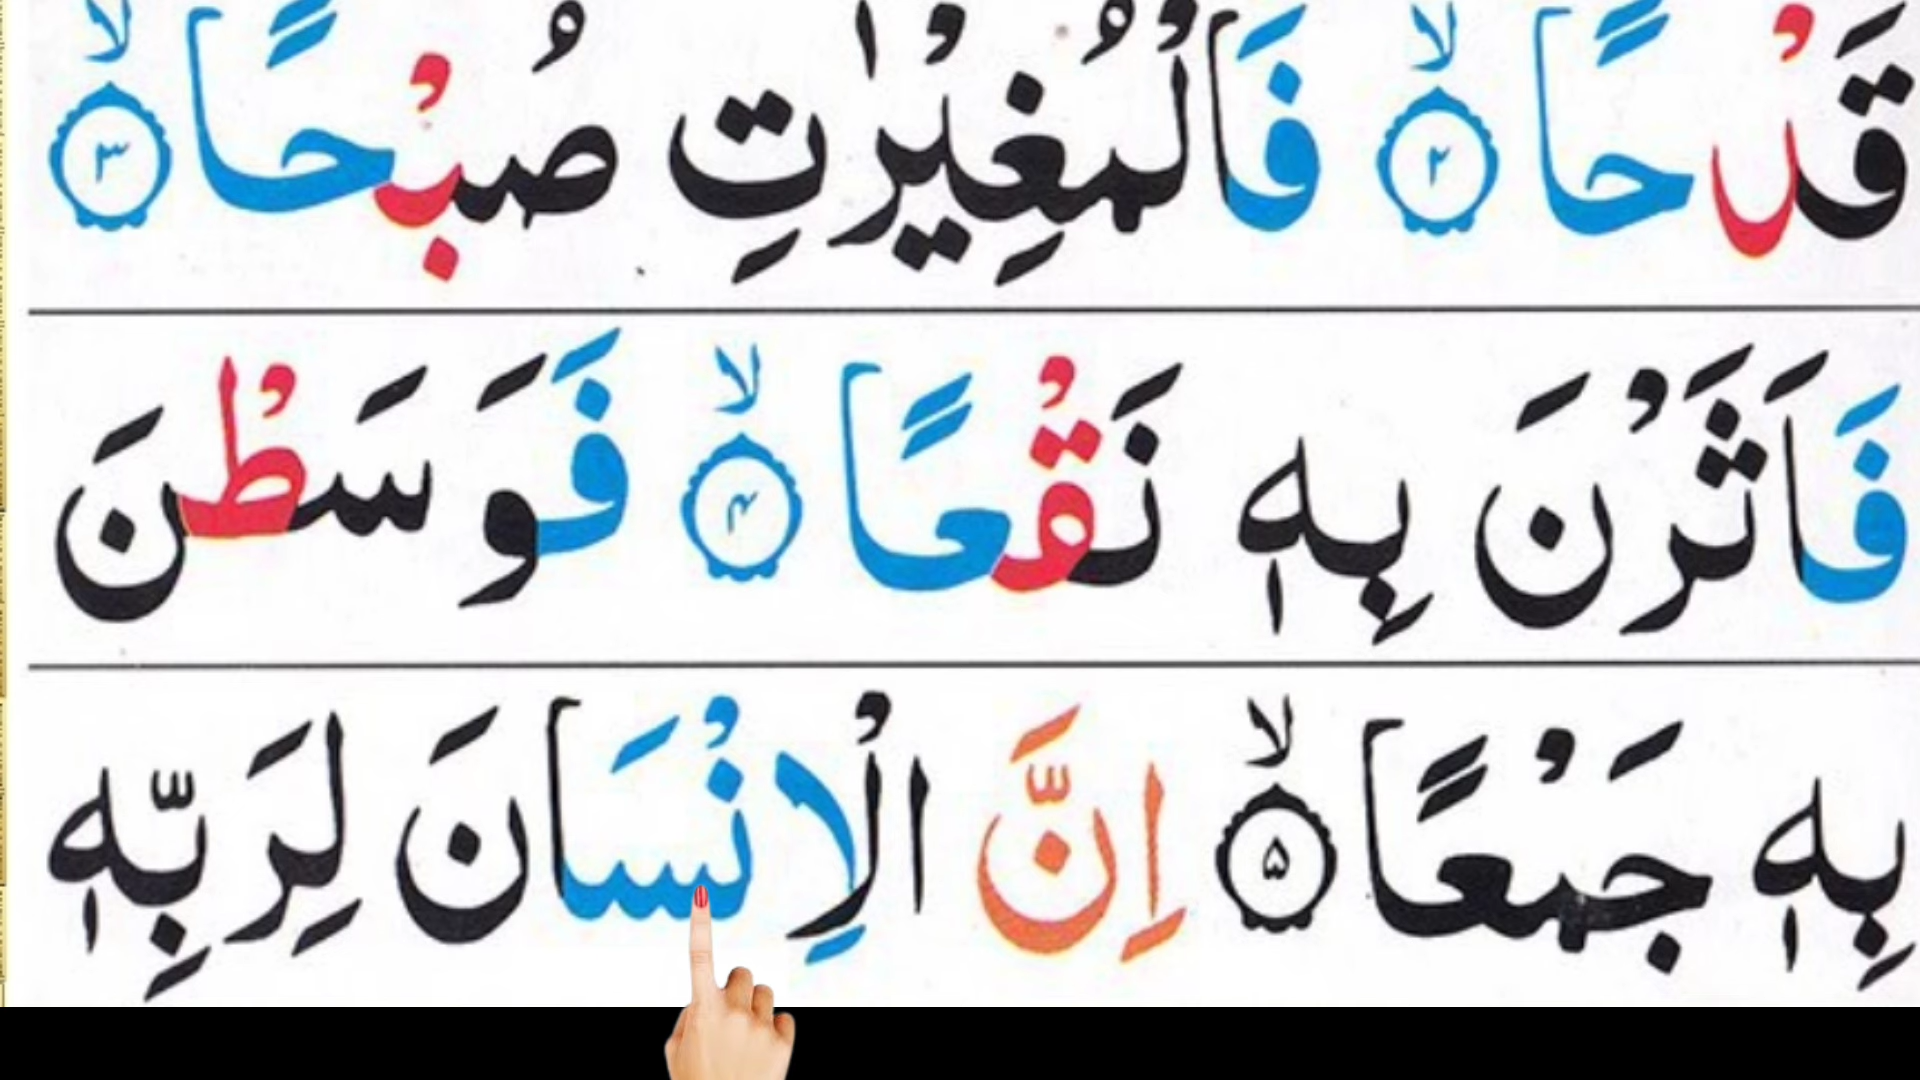 قَدْحًا ۙ۲ فَالْمُغِيْرٰتِ صُبْحًا ۙ۳
فَاَثَرْنَ بِهٖ نَقْعًا ۙ۴ فَوَسَطْنَ
بِهٖ جَمْعًا ۙ۵ اِنَّ الْاِنْسَانَ لِرَبِّهٖ